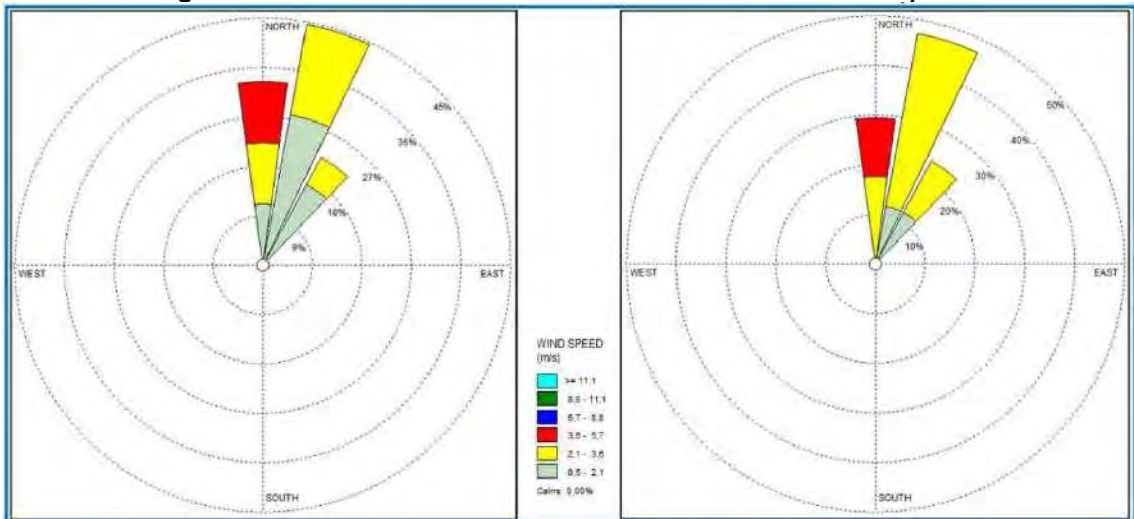 NORTH
45%
36%
27%
18%
9%
WEST
EAST
SOUTH
WIND SPEED
(m/s)
>= 11.1
8,8 - 11,1
5,7 - 8,8
3,6 - 5,7
2,1 - 3,6
0,5 - 2,1
Calms: 0,00%
NORTH
50%
40%
30%
20%
10%
WEST
EAST
SOUTH